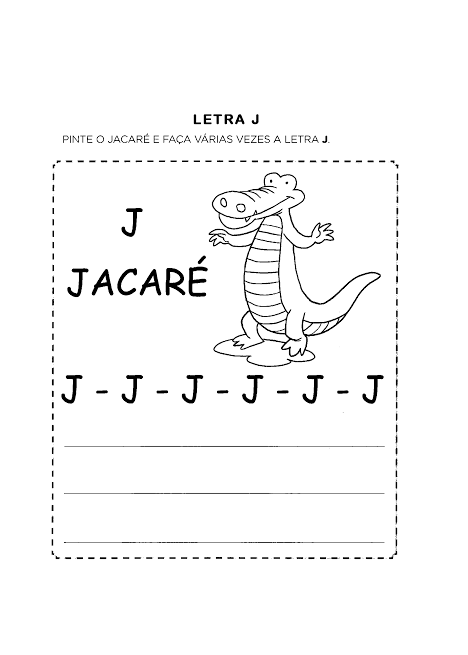 LETRA J
PINTE O JACARÉ E FAÇA VÁRIAS VEZES A LETRA J.
J
JACARÉ
J - J - J - J - J - J